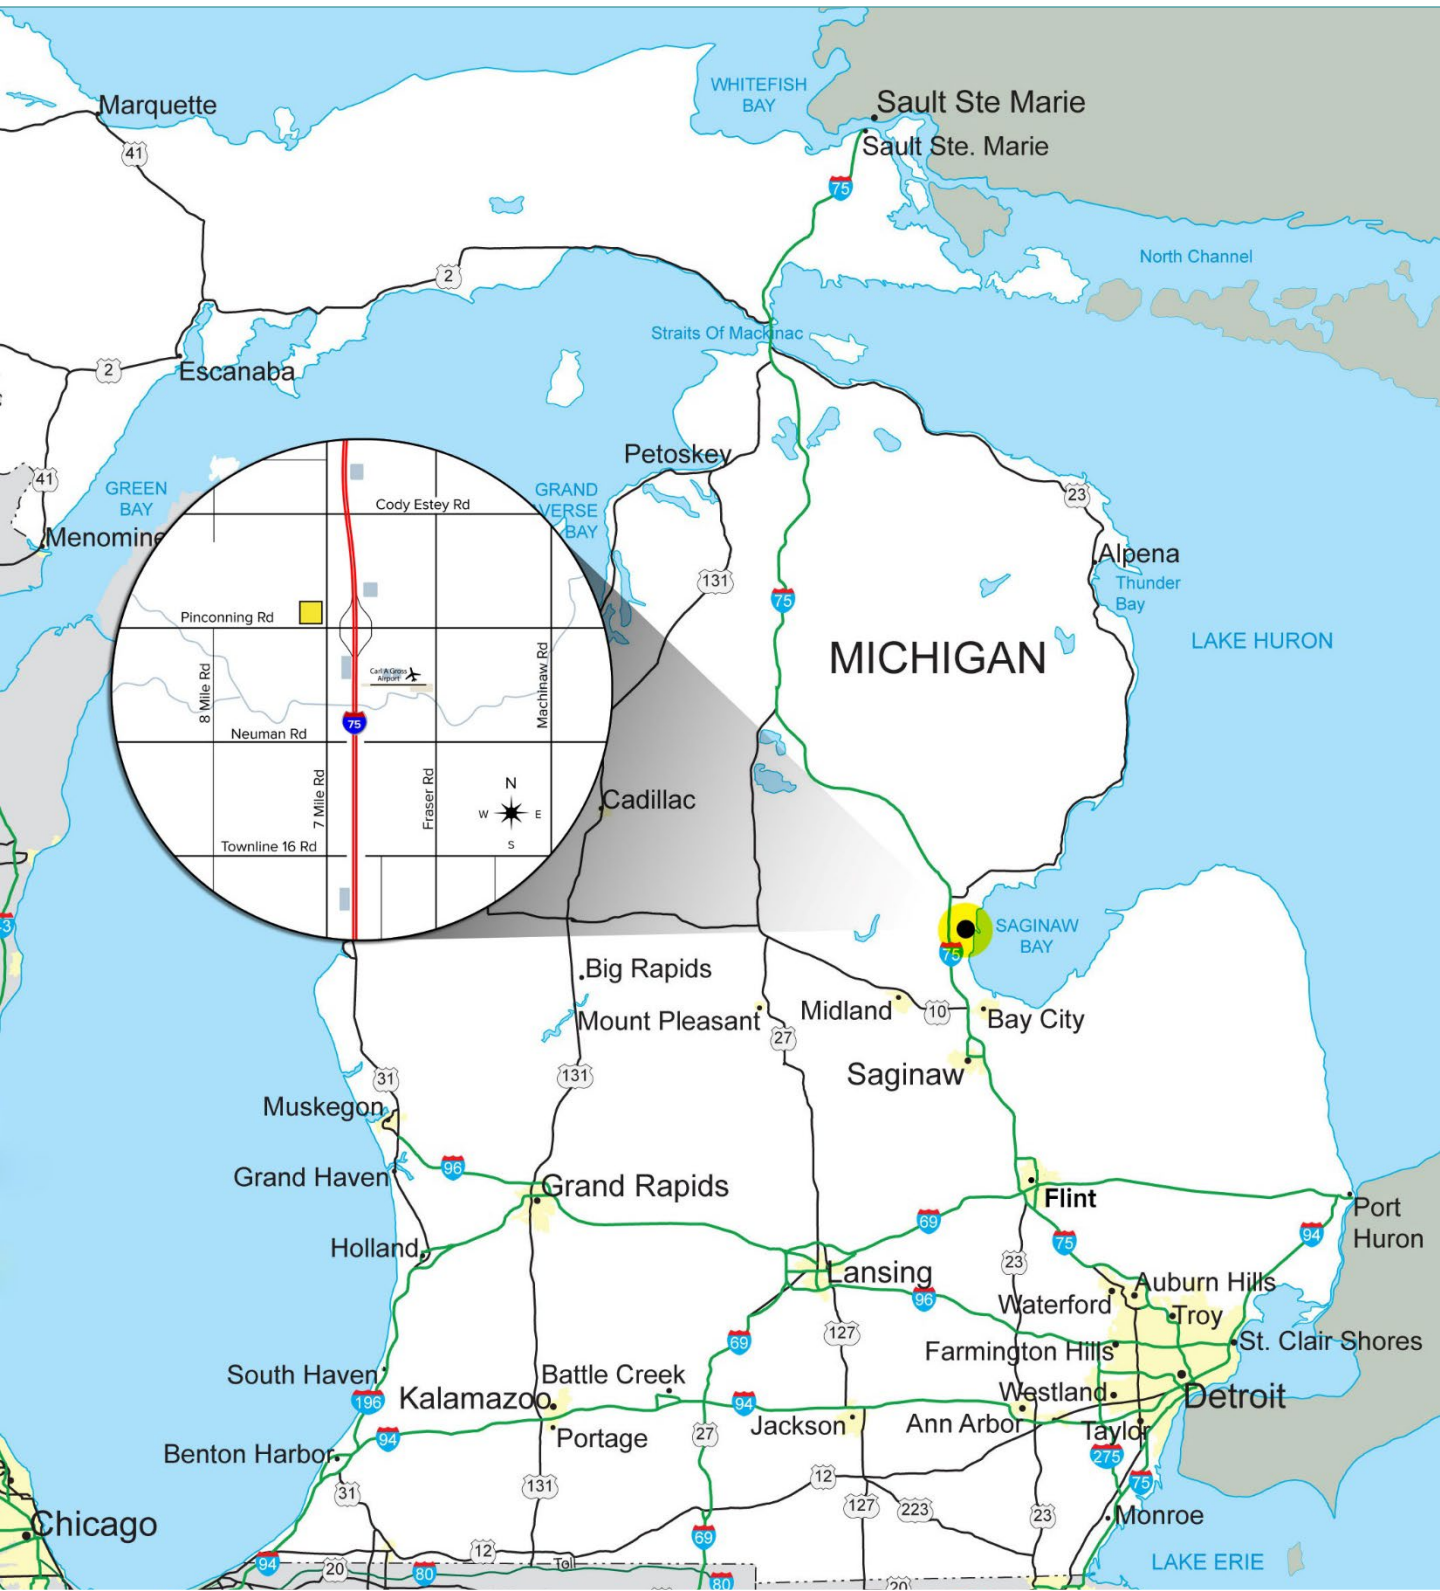 WHITEFISH
BAY
Sault Ste Marie
Marquette
Sault Ste. Marie
41
75
North Channel
2
Straits Of Mackinac
2
Escanaba
Petoskey
41
GREEN
BAY
GRAND
VERSE
BAY
23
Cody Estey Rd
Menomine
Alpena
Thunder
Bay
131
75
Pinconning Rd
LAKE HURON
MICHIGAN
8 Mile Rd
Carl A Gross
Airport
Machinaw Rd
75
Neuman Rd
7 Mile Rd
Fraser Rd
N
W
E
S
Cadillac
Townline 16 Rd
SAGINAW
BAY
75
Big Rapids
Midland
10
Bay City
Mount Pleasant
27
Saginaw
131
31
Muskegon
96
Grand Haven
Grand Rapids
Flint
Port
Huron
69
94
75
Holland
23
Lansing
Auburn Hills
96
Waterford
Troy
127
69
St. Clair Shores
Farmington Hills
South Haven
Battle Creek
196
Kalamazoo
94
Westland
Detroit
Jackson
Ann Arbor
94
Portage
27
Taylor
Benton Harbor
275
12
75
131
31
127
223
23
Monroe
Chicago
69
12
94
20
Tol
80
80
20
LAKE ERIE